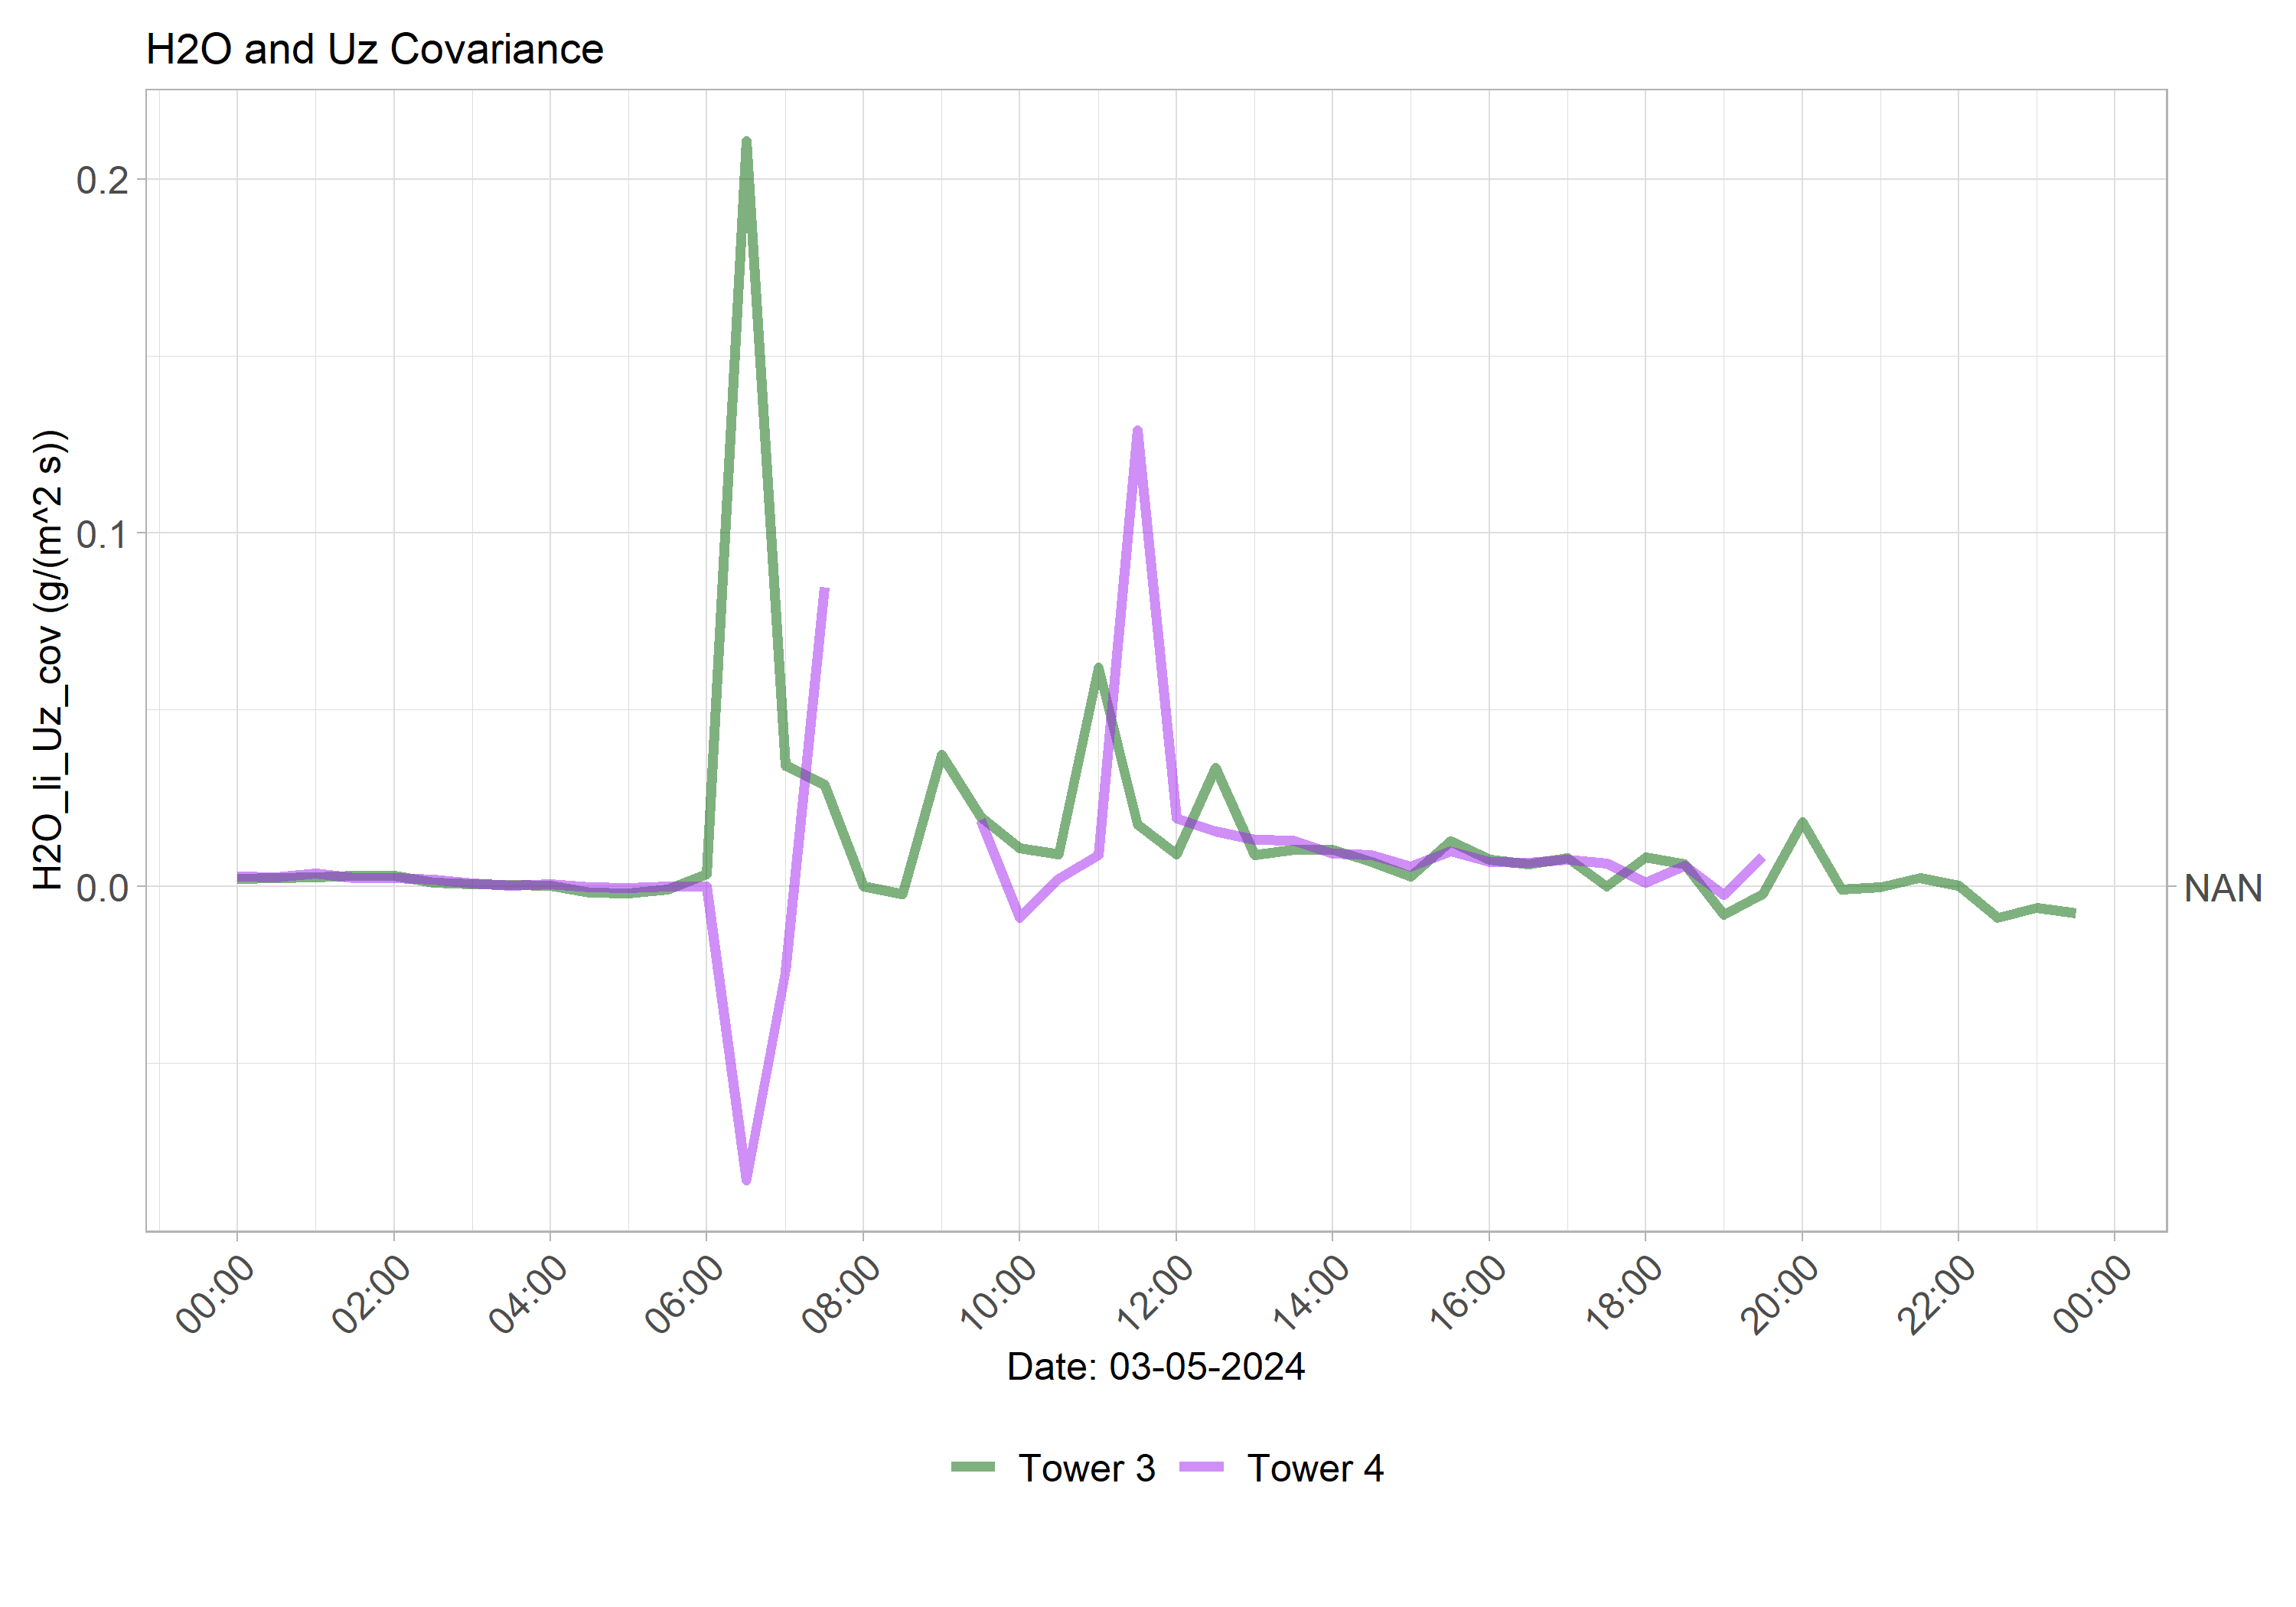 H2O and Uz Covariance
H2O_li_Uz_cov (g/(m^2 s))
0.2
0.1
0.0
NAN
00:00 02:00 04:00 06:00 08:00 10:00 12:00 14:00 16:00 18:00 20:00 22:00 00:00
Date: 03-05-2024
Tower 3 Tower 4